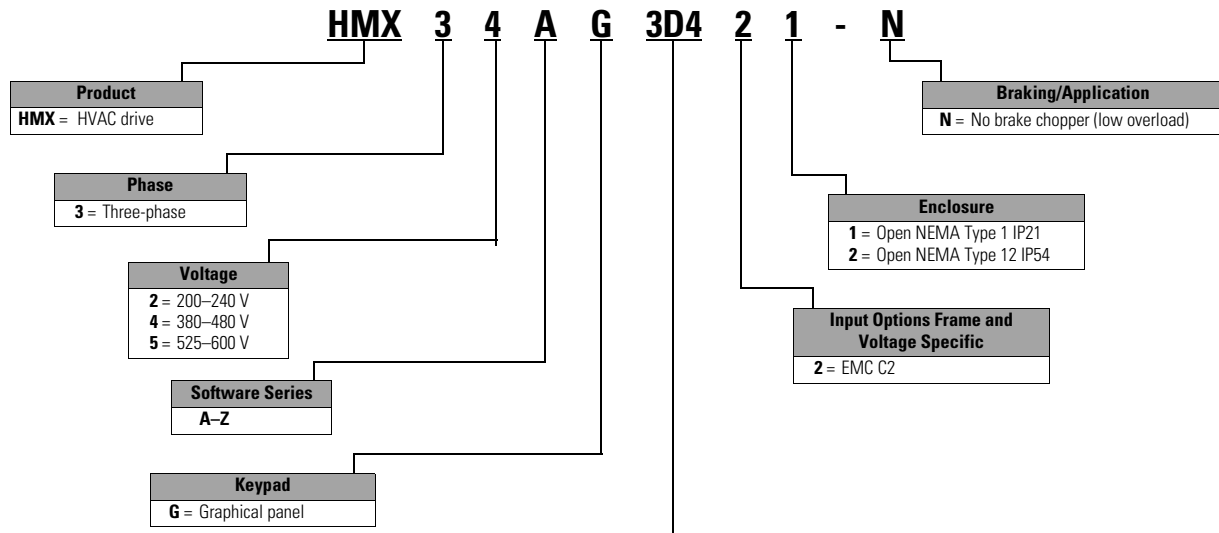 HMX 3 4 A G 3D4 2 1 - N
Product
HMX = HVAC drive
Phase
3 = Three-phase
Voltage
2 = 200–240 V
4 = 380–480 V
5 = 525–600 V
Software Series
A–Z
Keypad
G = Graphical panel
Braking/Application
N = No brake chopper (low overload)
Enclosure
1 = Open NEMA Type 1 IP21
2 = Open NEMA Type 12 IP54
Input Options Frame and
Voltage Specific
2 = EMC C2